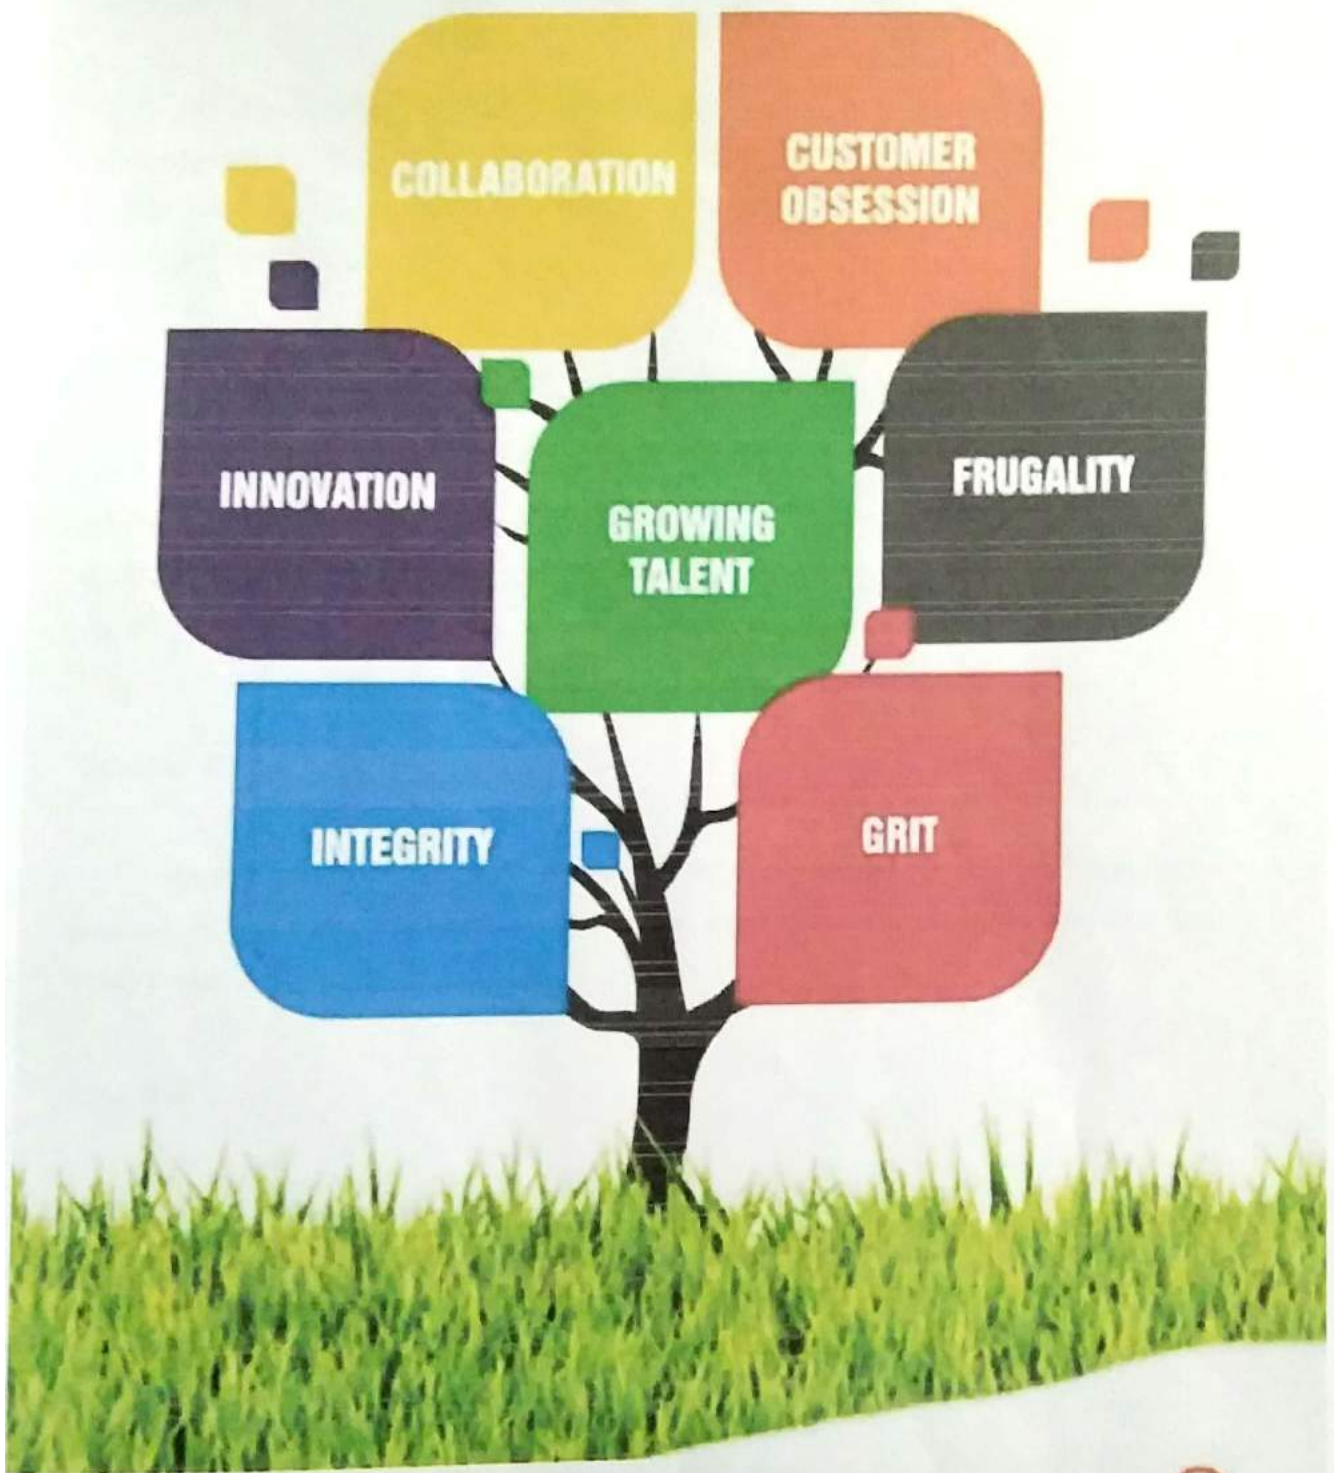 COLLABORATION
CUSTOMER
OBSESSION
INNOVATION
GROWING
TALENT
FRUGALITY
INTEGRITY
GRIT